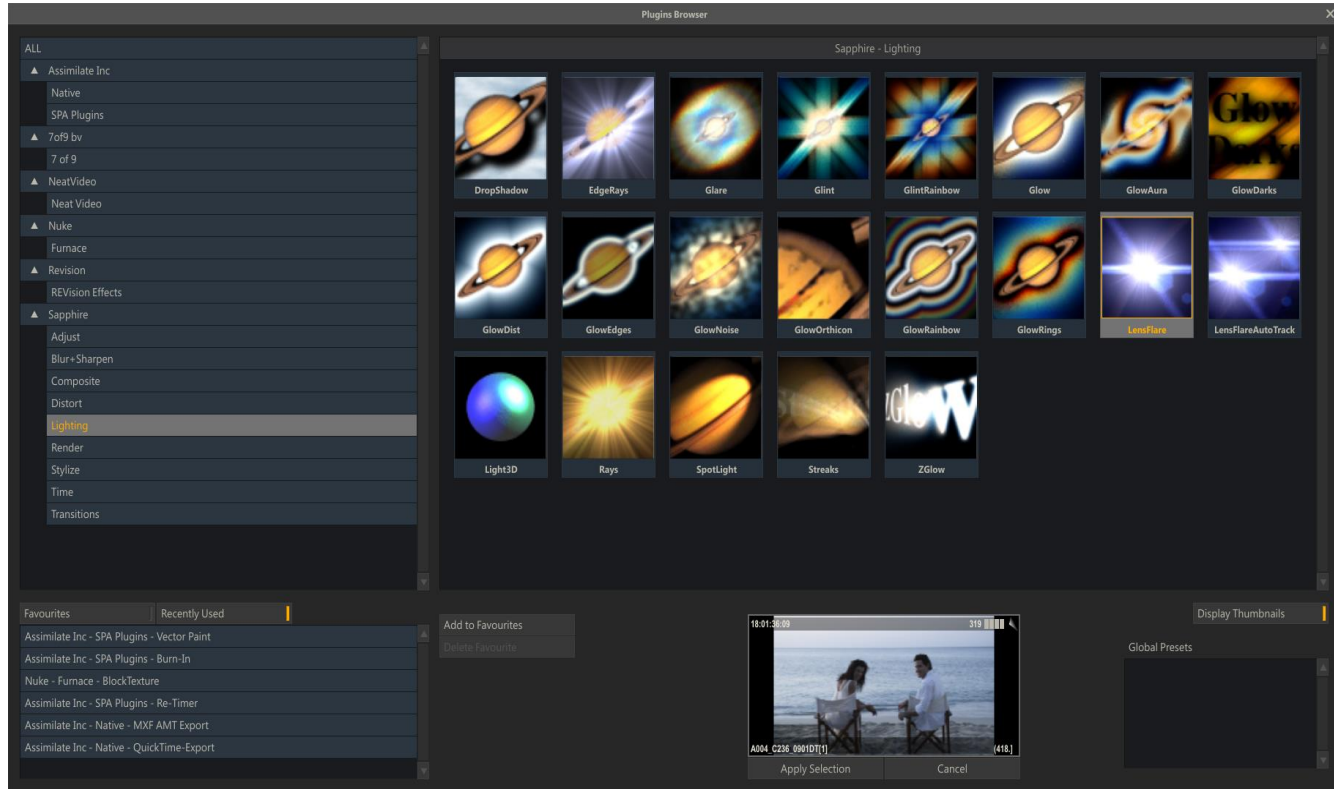 Plugins Browser
ALL
Assimilate Inc
Native
SPA Plugins
7of9 bv
7 of 9
NeatVideo
Neat Video
Nuke
Furnace
Revision
REVision Effects
Sapphire
Adjust
Blur+Sharpen
Composite
Distort
Lighting
Render
Stylize
Time
Transitions
Sapphire - Lighting
Glow
Darks
DropShadow EdgeRays Glare Glint GlintRainbow Glow GlowAura GlowDarks
GlowDist GlowEdges GlowNoise GlowOrthicon GlowRainbow GlowRings LensFlare LensFlareAutoTrack
ZGloW
Light3D Rays SpotLight Streaks ZGlow
Favourites Recently Used
Assimilate Inc - SPA Plugins - Vector Paint
Assimilate Inc - SPA Plugins - Burn-In
Nuke - Furnace - BlockTexture
Assimilate Inc - SPA Plugins - Re-Timer
Assimilate Inc - Native - MXF AMT Export
Assimilate Inc - Native - QuickTime-Export
Add to Favourites
Delete Favourite
18:01:36:09 319
A004_C236_0901DT[1] (418.]
Apply Selection Cancel
Display Thumbnails
Global Presets